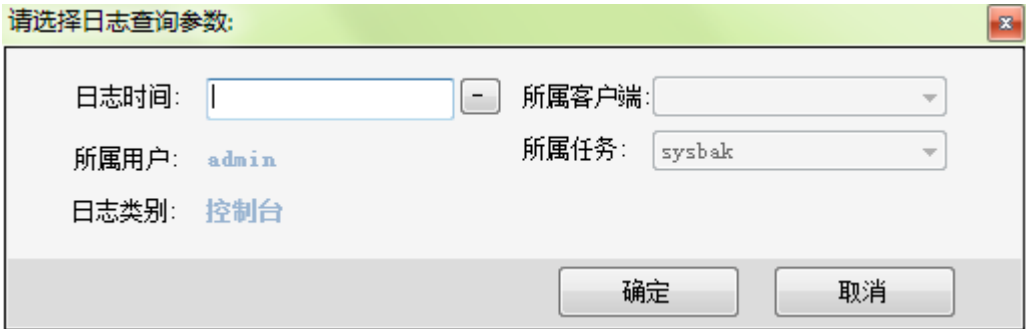 请选择日志查询参数:
日志时间: - 所属客户端:
所属用户: admin 所属任务: sysbak
日志类别: 控制台
确定 取消